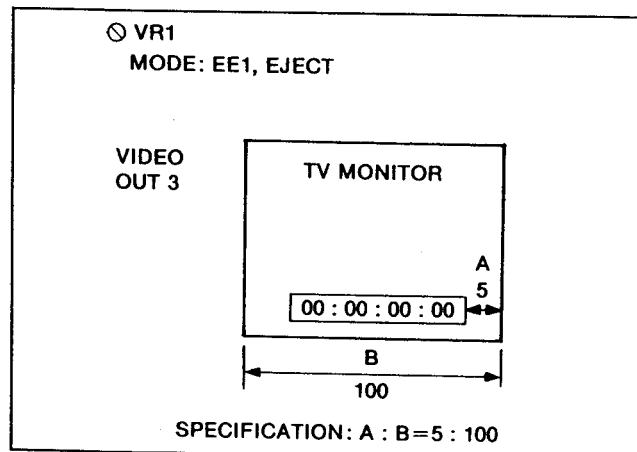 VR1
MODE: EE1, EJECT
VIDEO
OUT 3
TV MONITOR
A
5
00 : 00 : 00 : 00
B
100
SPECIFICATION: A : B=5 : 100